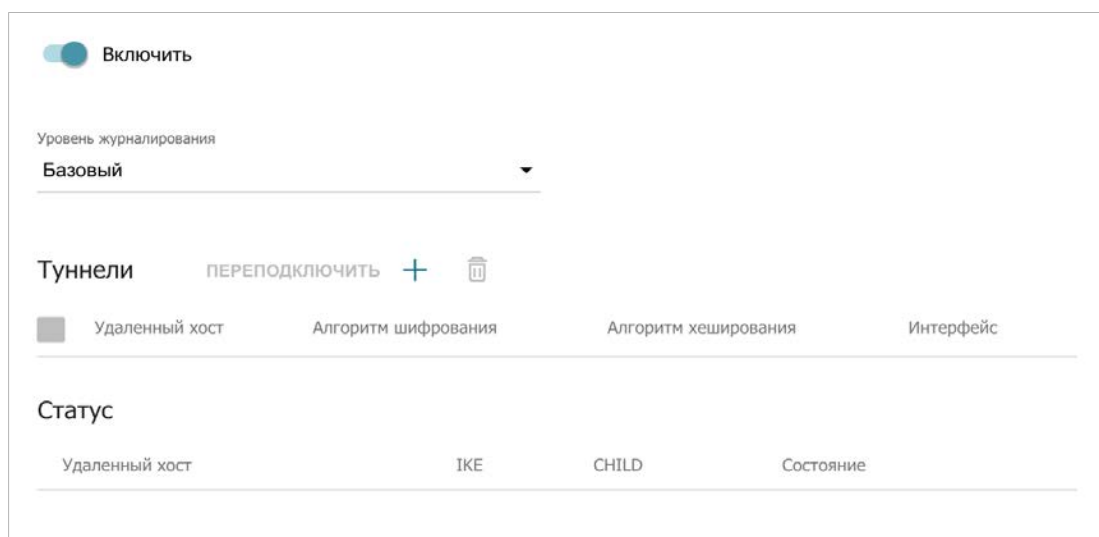 Включить
Уровень журналирования
Базовый
Туннели ПЕРЕПОДКЛЮЧИТЬ +
Удаленный хост Алгоритм шифрования Алгоритм хеширования Интерфейс
Статус
Удаленный хост IKE CHILD Состояние